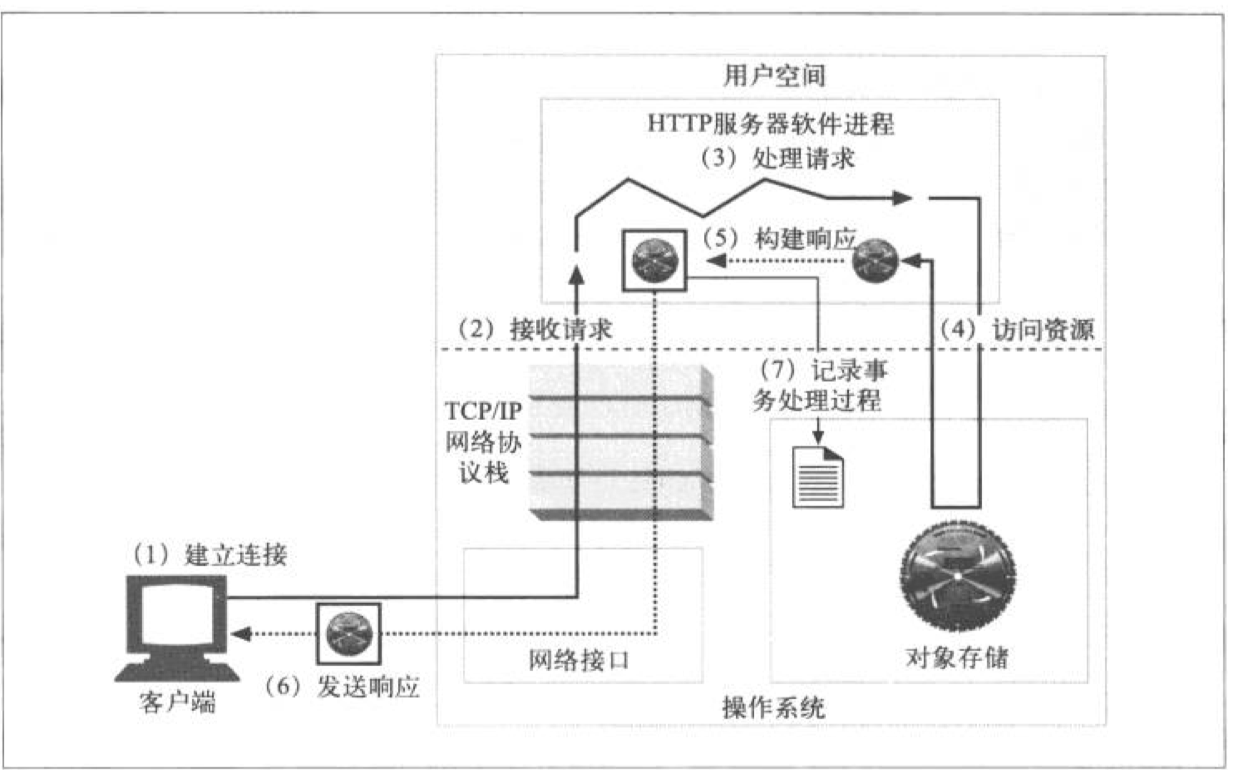 用户空间
HTTP服务器软件进程
（3）处理请求
（5）构建响应
（2）接收请求
（4）访问资源
（7）记录事
务处理过程
TCP/IP
网络协
议栈
（1）建立连接
网络接口
对象存储
（6）发送响应
客户端
操作系统